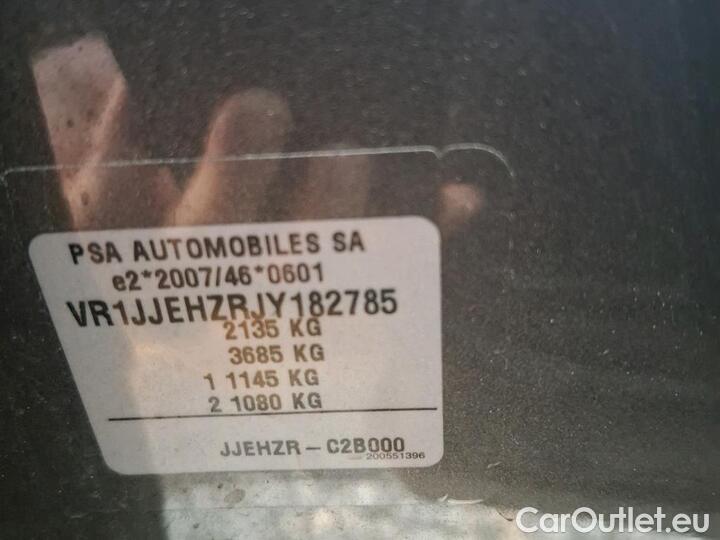 PSA AUTOMOBILES SA
e2*2007/46*0601
VR1JJEHZRJY182785
2135 KG
3685 KG
1 1145 KG
2 1080 KG
JJEHZR – C2B000
200551396
CarOutlet.eu